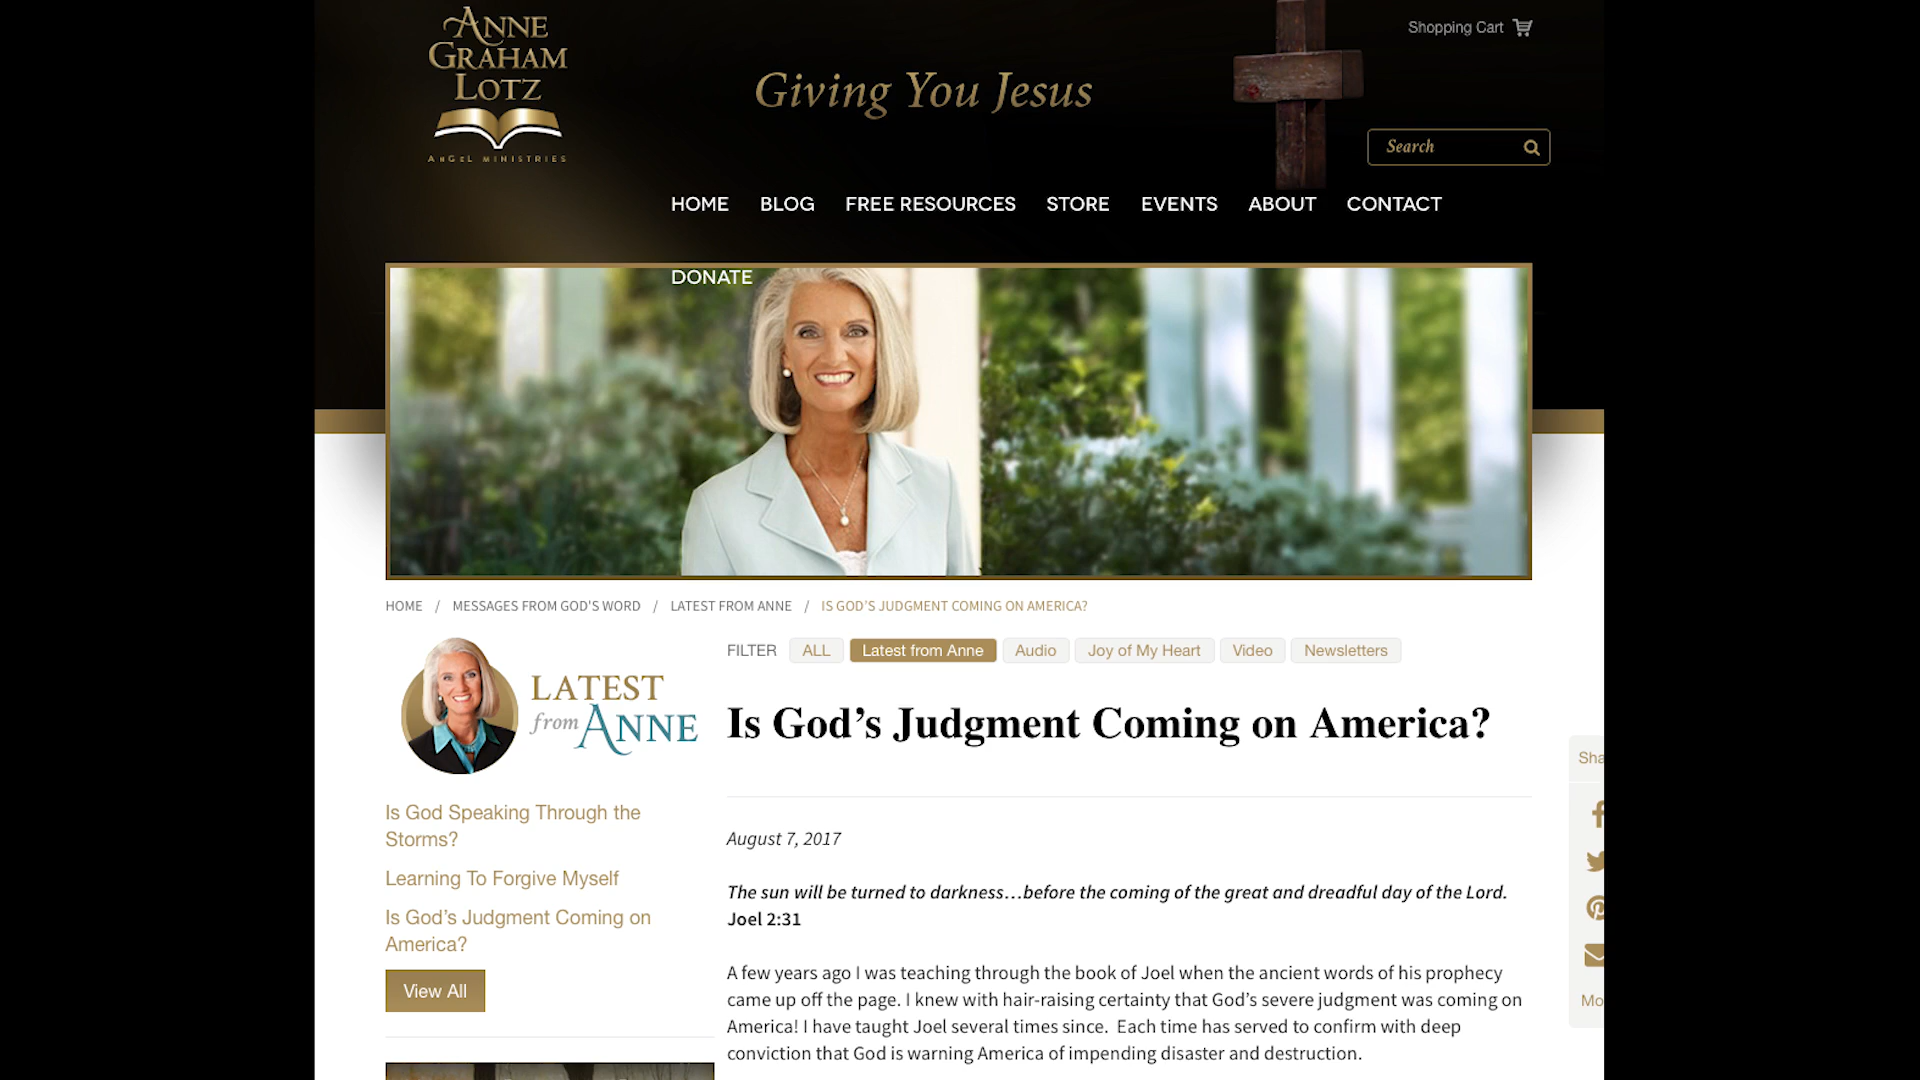 ANNE
GRAHAM
LOTZ
ANGEL MINISTRIES
Giving You Jesus
Shopping Cart
Search
HOME BLOG FREE RESOURCES STORE EVENTS ABOUT CONTACT
DONATE
HOME / MESSAGES FROM GOD'S WORD / LATEST FROM ANNE / IS GOD'S JUDGMENT COMING ON AMERICA?
LATEST
from ANNE
Is God Speaking Through the
Storms?
Learning To Forgive Myself
Is God's Judgment Coming on
America?
View All
FILTER ALL Latest from Anne Audio Joy of My Heart Video Newsletters
Is God's Judgment Coming on America?
August 7, 2017
The sun will be turned to darkness…before the coming of the great and dreadful day of the Lord.
Joel 2:31
A few years ago I was teaching through the book of Joel when the ancient words of his prophecy
came up off the page. I knew with hair-raising certainty that God's severe judgment was coming on
America! I have taught Joel several times since. Each time has served to confirm with deep
conviction that God is warning America of impending disaster and destruction.
Sha
Mo